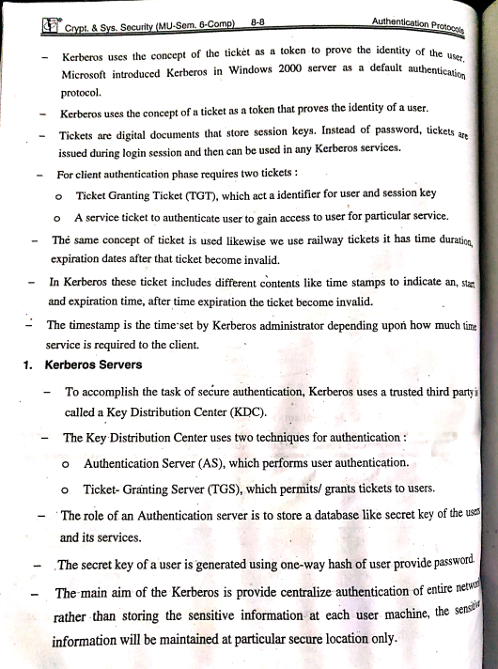 Crypt. & Sys. Security (MU-Sem. 6-Comp) 8-8 Authentication Protocols
– Kerberos uses the concept of the ticket as a token to prove the identity of the user.
Microsoft introduced Kerberos in Windows 2000 server as a default authentication
protocol.
– Kerberos uses the concept of a ticket as a token that proves the identity of a user.
– Tickets are digital documents that store session keys. Instead of password, tickets are
issued during login session and then can be used in any Kerberos services.
– For client authentication phase requires two tickets :
o Ticket Granting Ticket (TGT), which act a identifier for user and session key
o A service ticket to authenticate user to gain access to user for particular service.
– The same concept of ticket is used likewise we use railway tickets it has time duration,
expiration dates after that ticket become invalid.
– In Kerberos these ticket includes different contents like time stamps to indicate an, start
and expiration time, after time expiration the ticket become invalid.
– The timestamp is the time set by Kerberos administrator depending upon how much time
service is required to the client.
1. Kerberos Servers
– To accomplish the task of secure authentication, Kerberos uses a trusted third party i
called a Key Distribution Center (KDC).
– The Key Distribution Center uses two techniques for authentication :
o Authentication Server (AS), which performs user authentication.
o Ticket- Granting Server (TGS), which permits/ grants tickets to users.
– The role of an Authentication server is to store a database like secret key of the users
and its services.
– The secret key of a user is generated using one-way hash of user provide password.
– The main aim of the Kerberos is provide centralize authentication of entire network
rather than storing the sensitive information at each user machine, the sensitive
information will be maintained at particular secure location only.